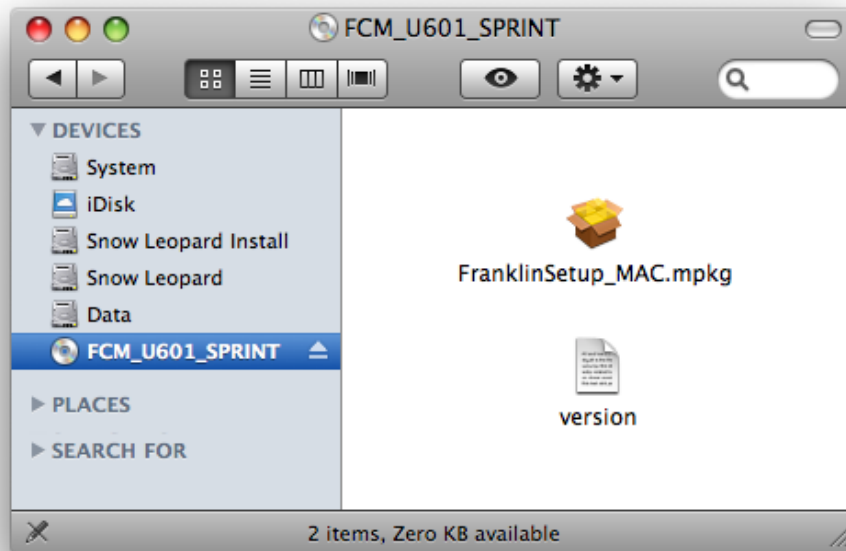 FCM_U601_SPRINT
DEVICES
System
iDisk
Snow Leopard Install
Snow Leopard
Data
FCM_U601_SPRINT
PLACES
SEARCH FOR
FranklinSetup_MAC.mpkg
version
2 items, Zero KB available